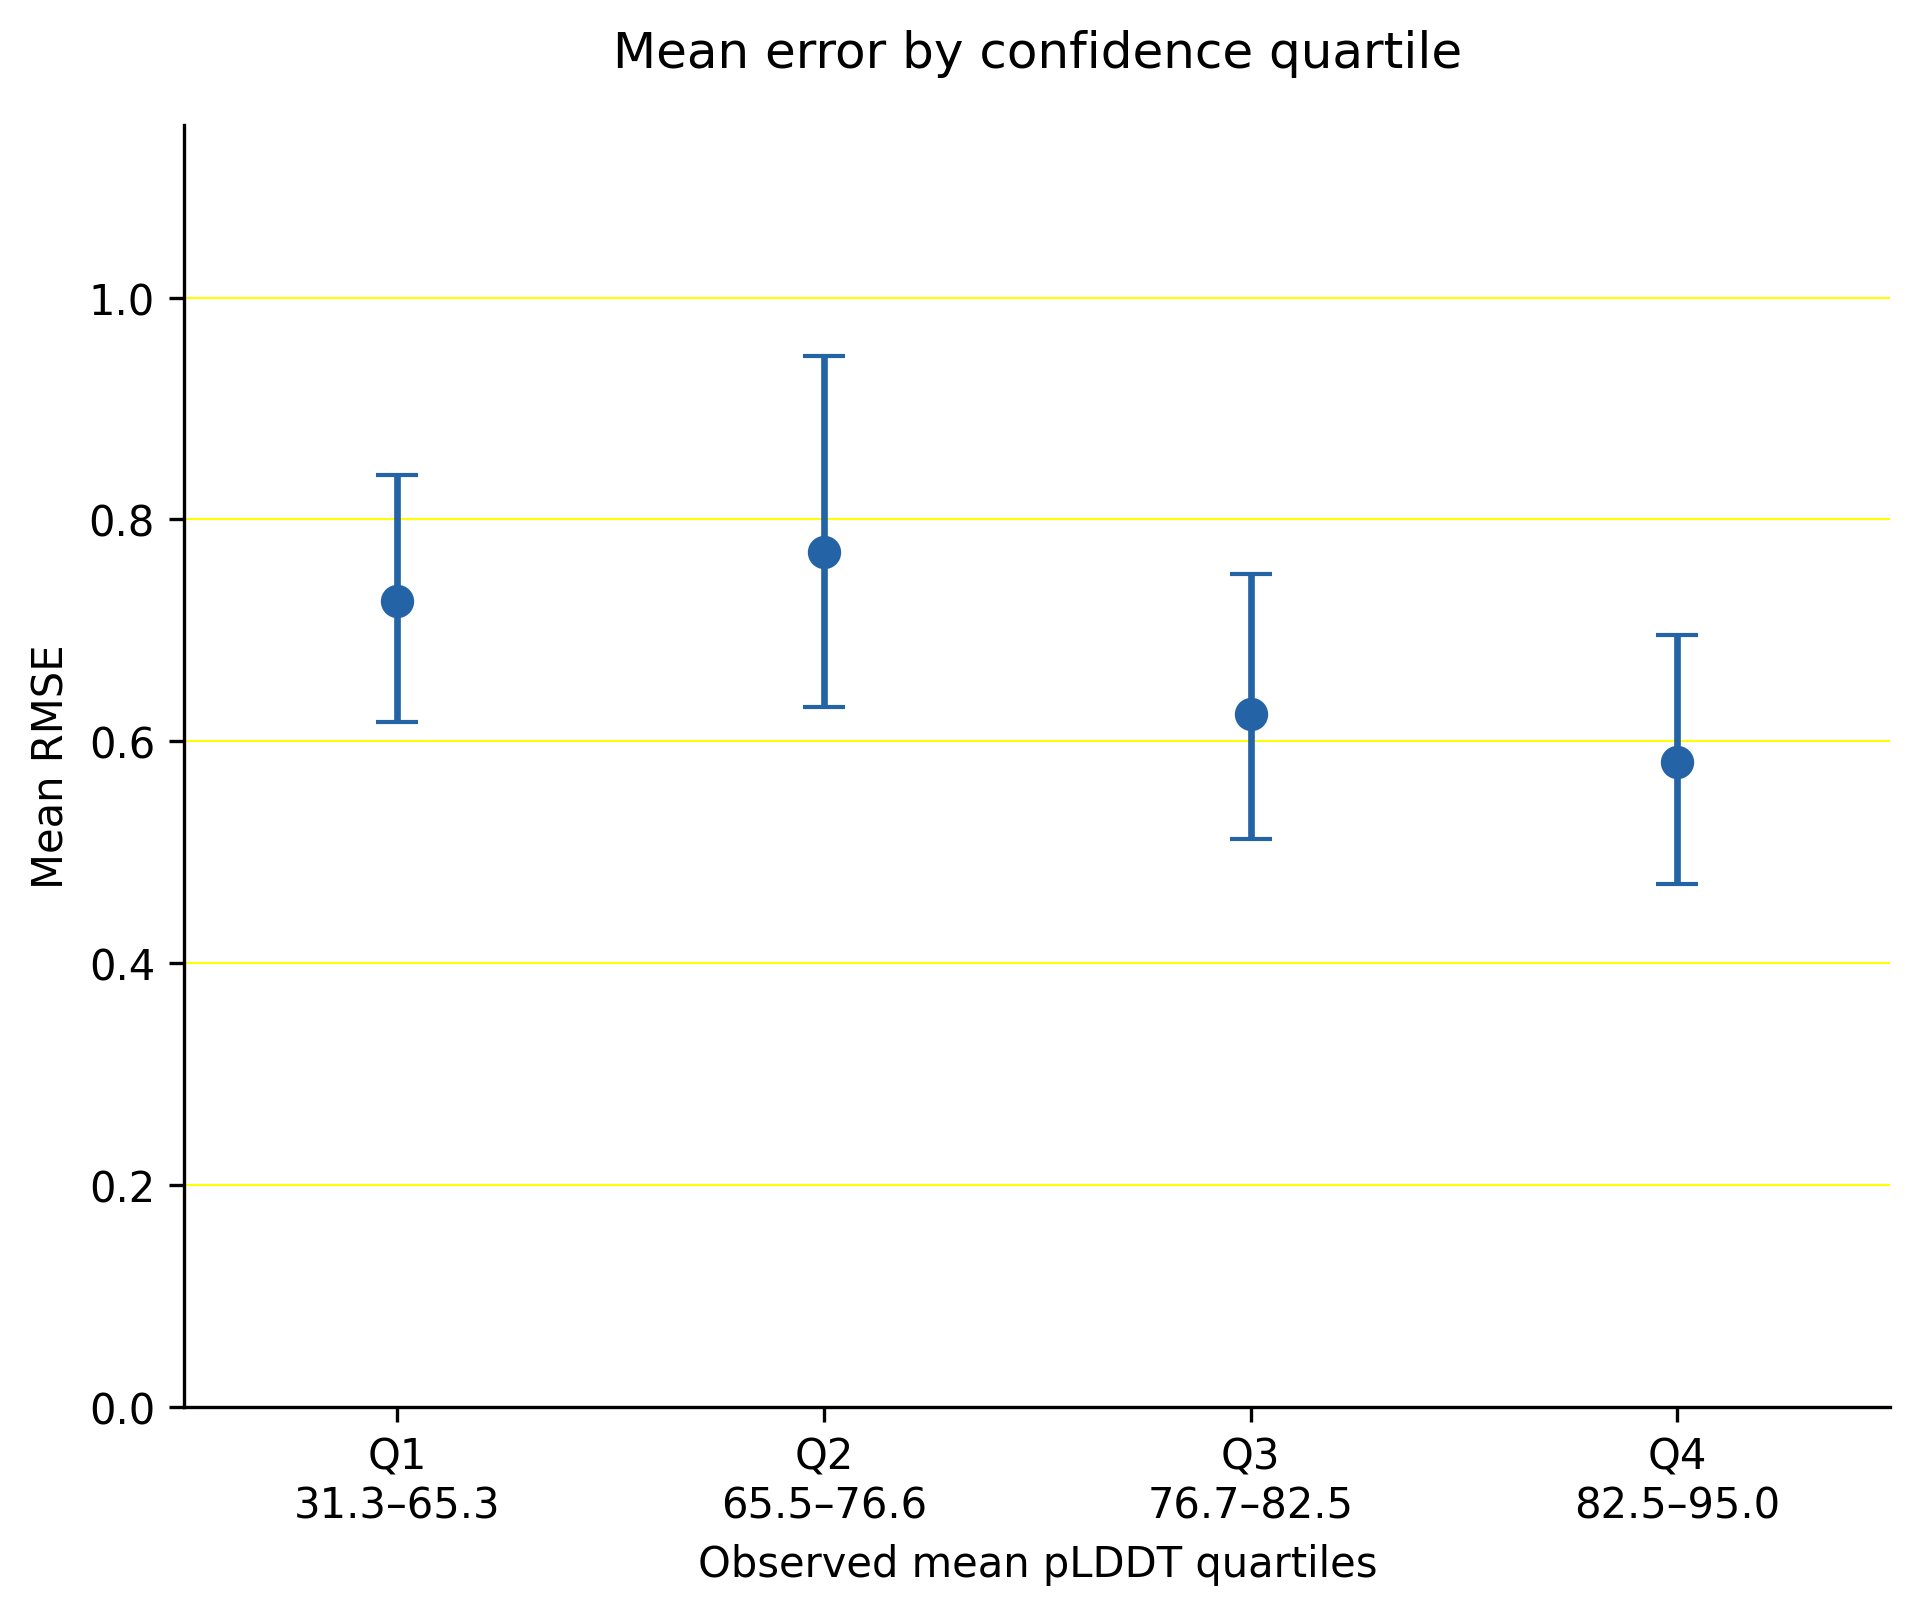 Mean error by confidence quartile
Mean RMSE
1.0
0.8
0.6
0.4
0.2
0.0
Q1
31.3–65.3
Q2
65.5–76.6
Q3
76.7–82.5
Q4
82.5–95.0
Observed mean pLDDT quartiles